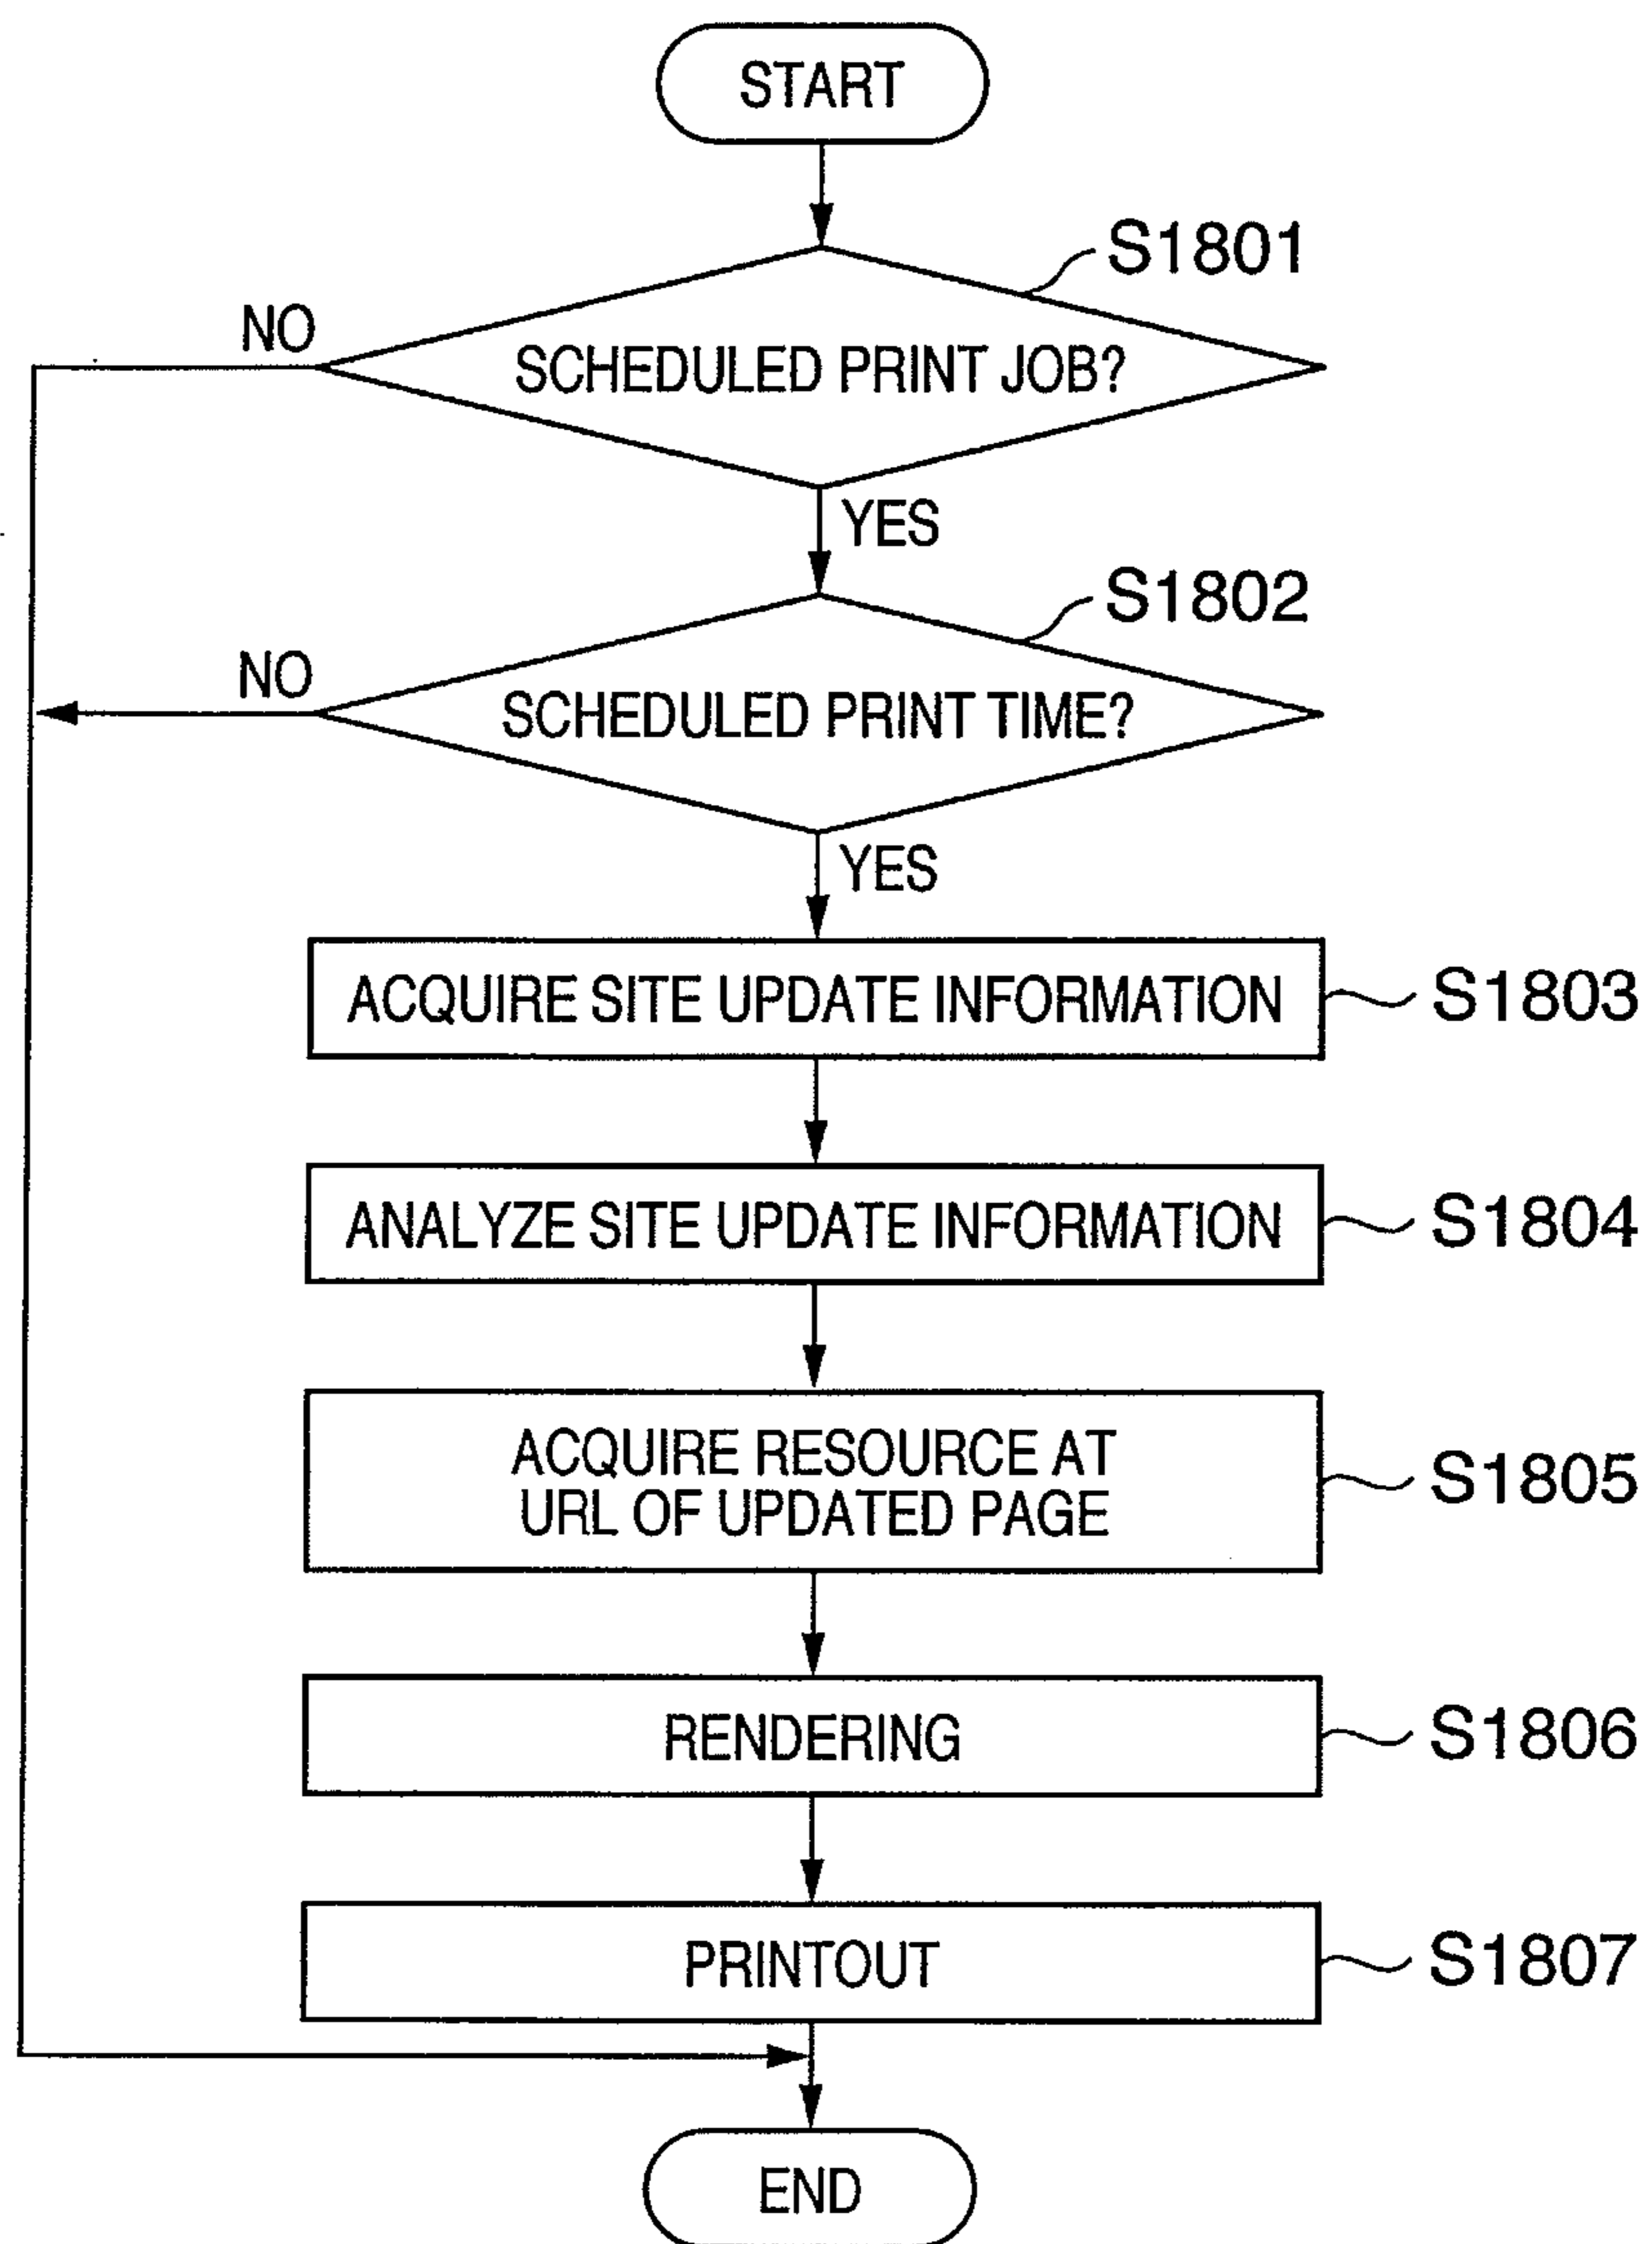 START
S1801
NO
SCHEDULED PRINT JOB?
YES
S1802
NO
SCHEDULED PRINT TIME?
YES
ACQUIRE SITE UPDATE INFORMATION
S1803
ANALYZE SITE UPDATE INFORMATION
S1804
ACQUIRE RESOURCE AT
URL OF UPDATED PAGE
S1805
RENDERING
S1806
PRINTOUT
S1807
END